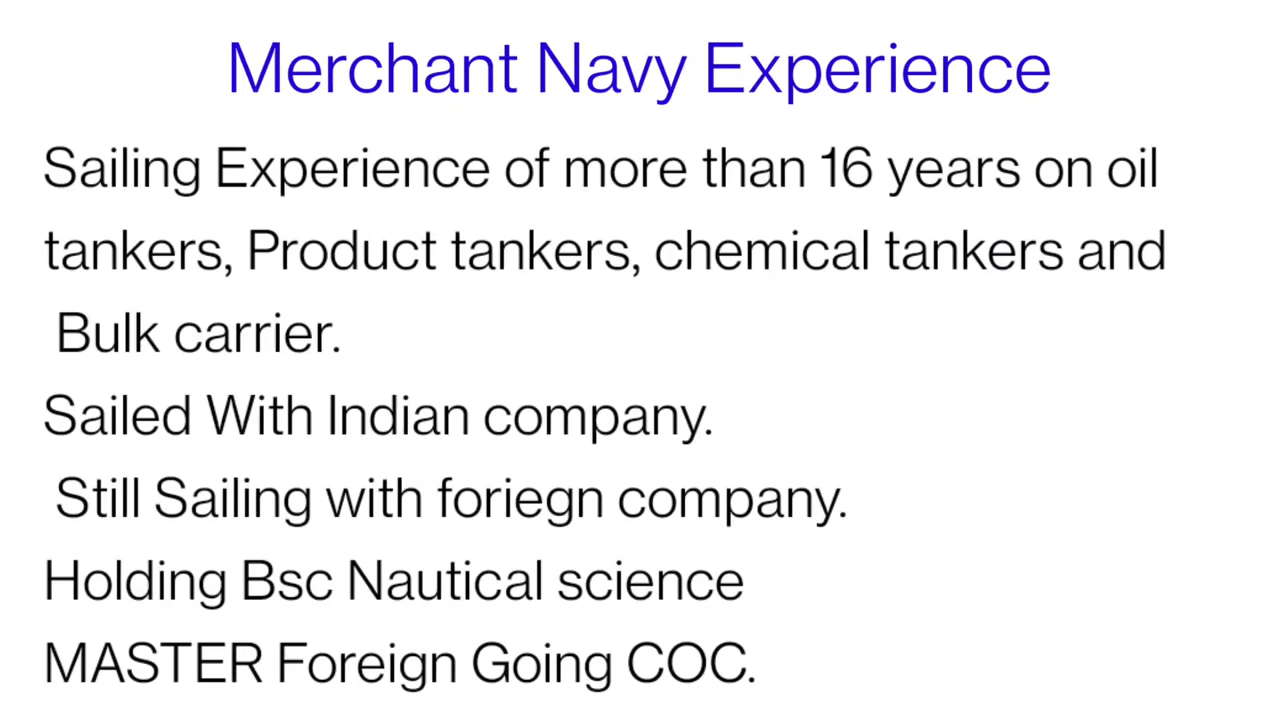 Merchant Navy Experience
Sailing Experience of more than 16 years on oil
tankers, Product tankers, chemical tankers and
Bulk carrier.
Sailed With Indian company.
Still Sailing with foriegn company.
Holding Bsc Nautical science
MASTER Foreign Going COC.